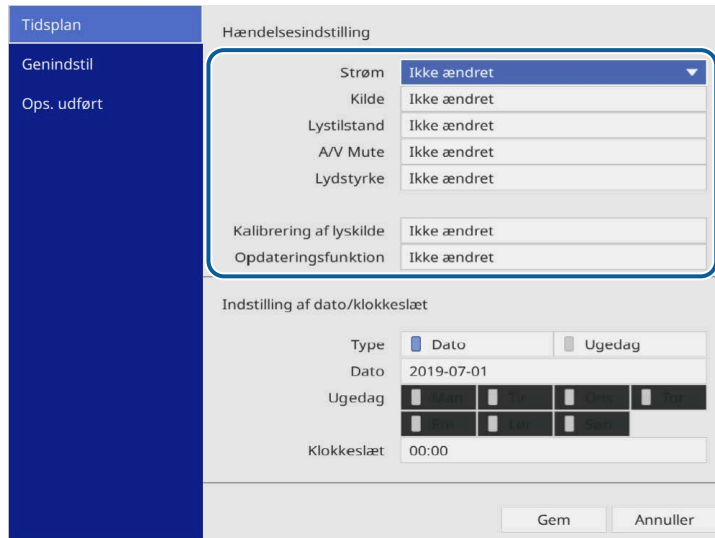 Tidsplan
Genindstil
Ops. udført
Hændelsesindstilling
Strøm Ikke ændret
Kilde Ikke ændret
Lystilstand Ikke ændret
A/V Mute Ikke ændret
Lydstyrke Ikke ændret
Kalibrering af lyskilde Ikke ændret
Opdateringsfunktion Ikke ændret
Indstilling af dato/klokkeslæt
Type Dato Ugedag
Dato 2019-07-01
Ugedag Man Tir Ons Tor
Fre Lør Søn
Klokkeslæt 00:00
Gem Annuller